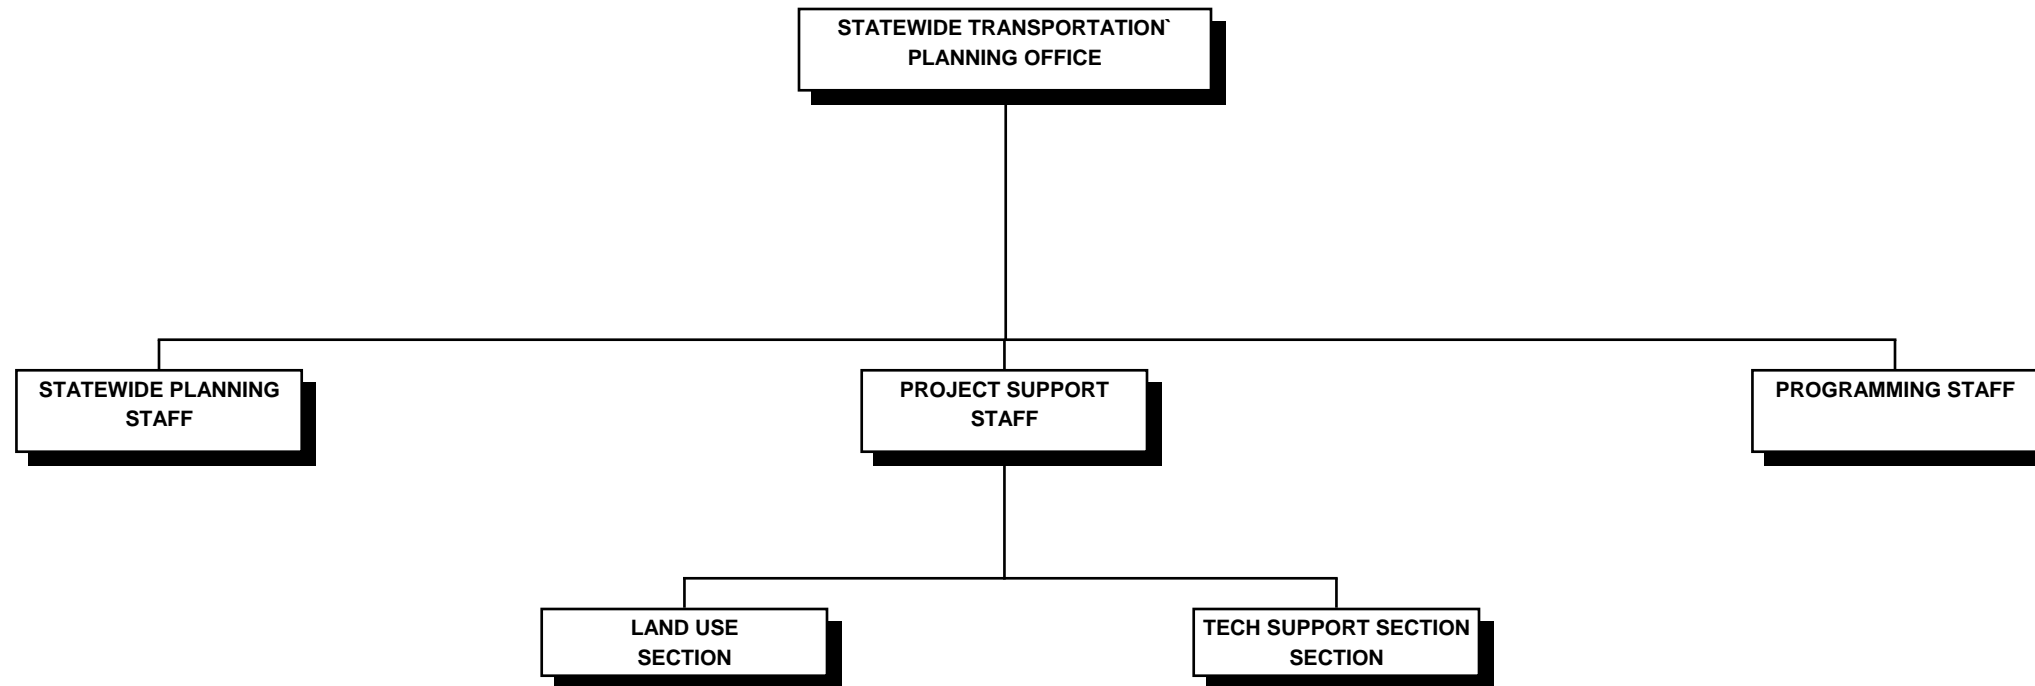 STATEWIDE TRANSPORTATION`
PLANNING OFFICE
STATEWIDE PLANNING
STAFF
PROJECT SUPPORT
STAFF
PROGRAMMING STAFF
LAND USE
SECTION
TECH SUPPORT SECTION
SECTION